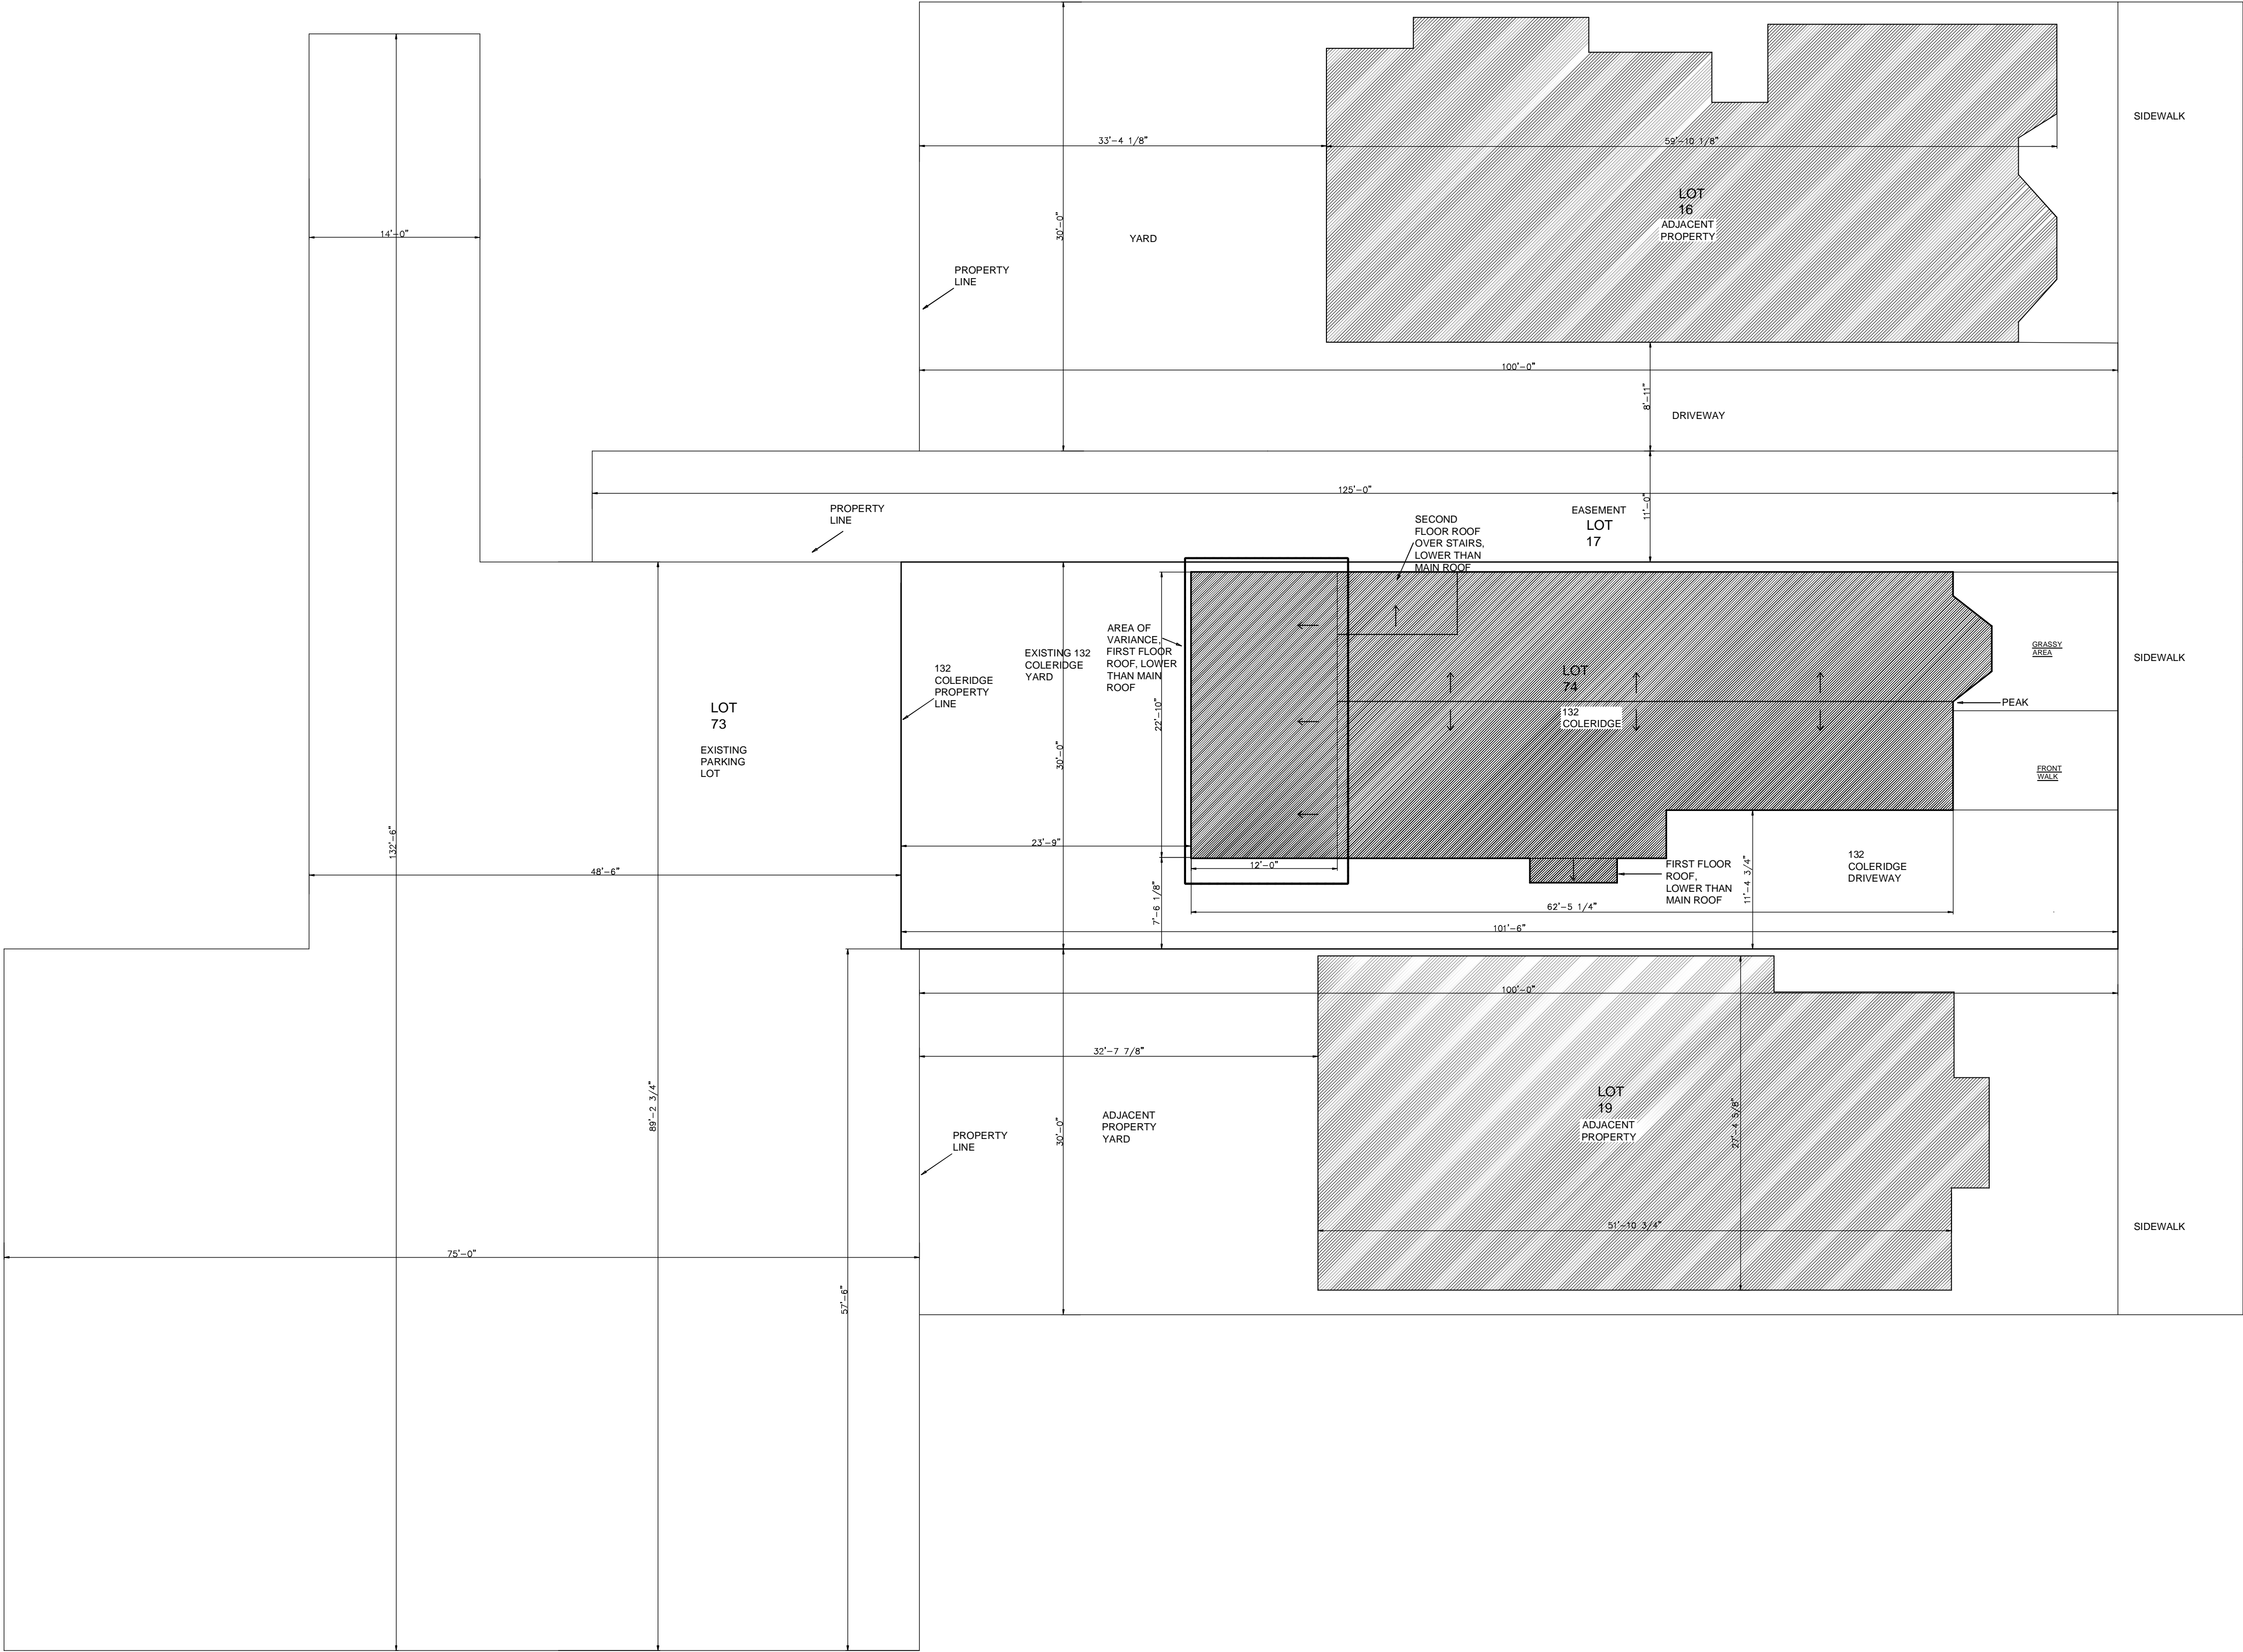 SIDEWALK
33'-4 1/8"
59'-10 1/8"
LOT
16
ADJACENT
PROPERTY
14'-0"
30'-0"
YARD
PROPERTY
LINE
100'-0"
8'-11"
DRIVEWAY
125'-0"
PROPERTY
LINE
EASEMENT
LOT
17
11'-0"
SECOND
FLOOR ROOF
OVER STAIRS,
LOWER THAN
MAIN ROOF
AREA OF
VARIANCE,
FIRST FLOOR
ROOF, LOWER
THAN MAIN
ROOF
EXISTING 132
COLERIDGE
YARD
132
COLERIDGE
PROPERTY
LINE
LOT
73
EXISTING
PARKING
LOT
22'-10"
30'-0"
LOT
74
132
COLERIDGE
GRASSY
AREA
SIDEWALK
PEAK
FRONT
WALK
132'-6"
48'-6"
23'-9"
12'-0"
7'-6 1/8"
FIRST FLOOR
ROOF,
LOWER THAN
MAIN ROOF
11'-4 3/4"
132
COLERIDGE
DRIVEWAY
62'-5 1/4"
101'-6"
100'-0"
32'-7 7/8"
89'-2 3/4"
LOT
19
ADJACENT
PROPERTY
27'-4 5/8"
ADJACENT
PROPERTY
YARD
30'-0"
PROPERTY
LINE
51'-10 3/4"
SIDEWALK
75'-0"
57'-6"